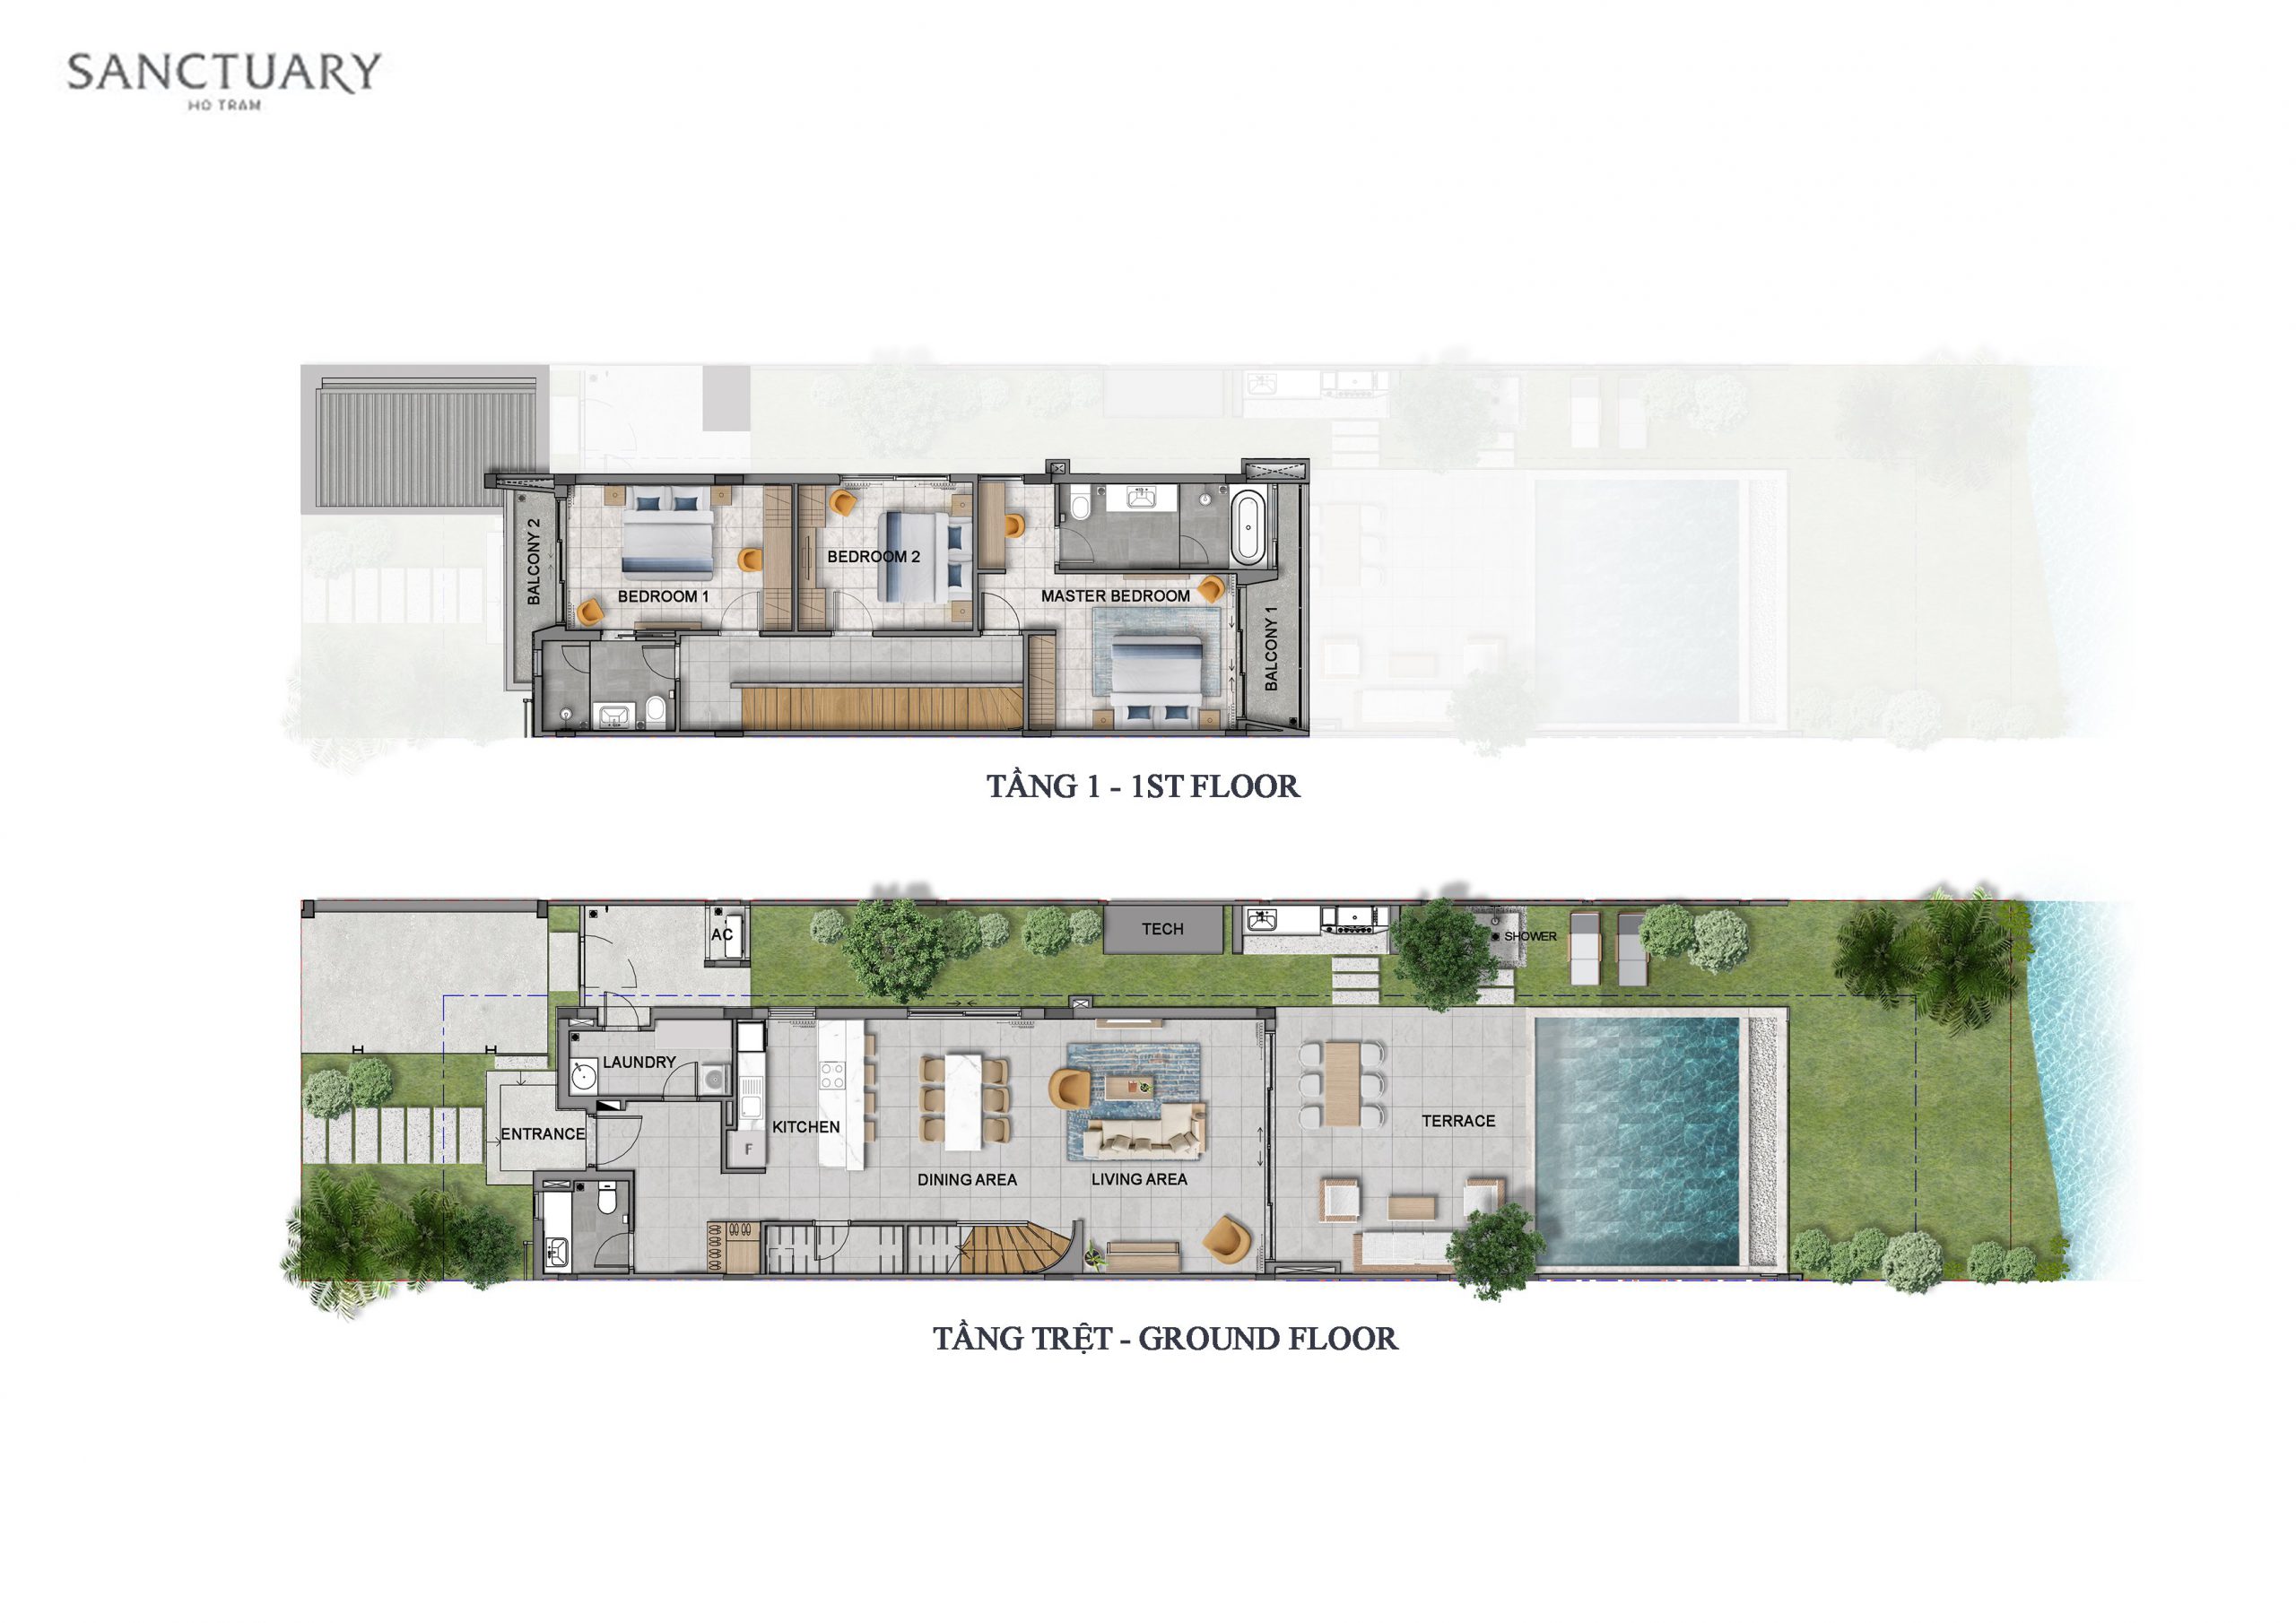 SANCTUARY
HO TRAM
BALCONY 2
BEDROOM 1
BEDROOM 2
MASTER BEDROOM
BALCONY 1
TẦNG 1 - 1ST FLOOR
AC
TECH
SHOWER
LAUNDRY
ENTRANCE
KITCHEN
F
DINING AREA
LIVING AREA
TERRACE
TẦNG TRỆT - GROUND FLOOR